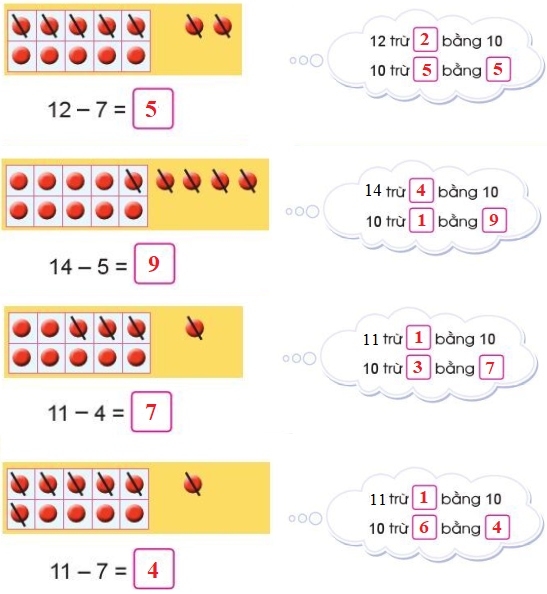 12 trừ 2 bằng 10
10 trừ 5 bằng 5
12 – 7 = 5
14 trừ 4 bằng 10
10 trừ 1 bằng 9
14 – 5 = 9
11 trừ 1 bằng 10
10 trừ 3 bằng 7
11 – 4 = 7
11 trừ 1 bằng 10
10 trừ 6 bằng 4
11 – 7 = 4